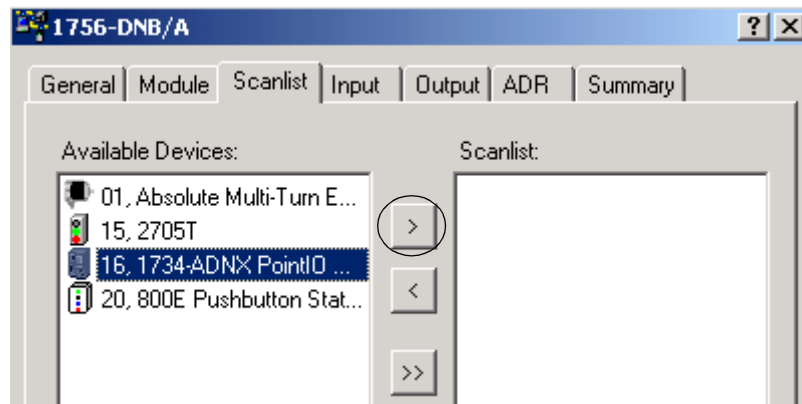 1756-DNB/A ? ×
General Module Scanlist Input Output ADR Summary
Available Devices: Scanlist:
01, Absolute Multi-Turn E...
>
15, 2705T
16, 1734-ADNX PointIO ...
20, 800E Pushbutton Stat...
<
>>